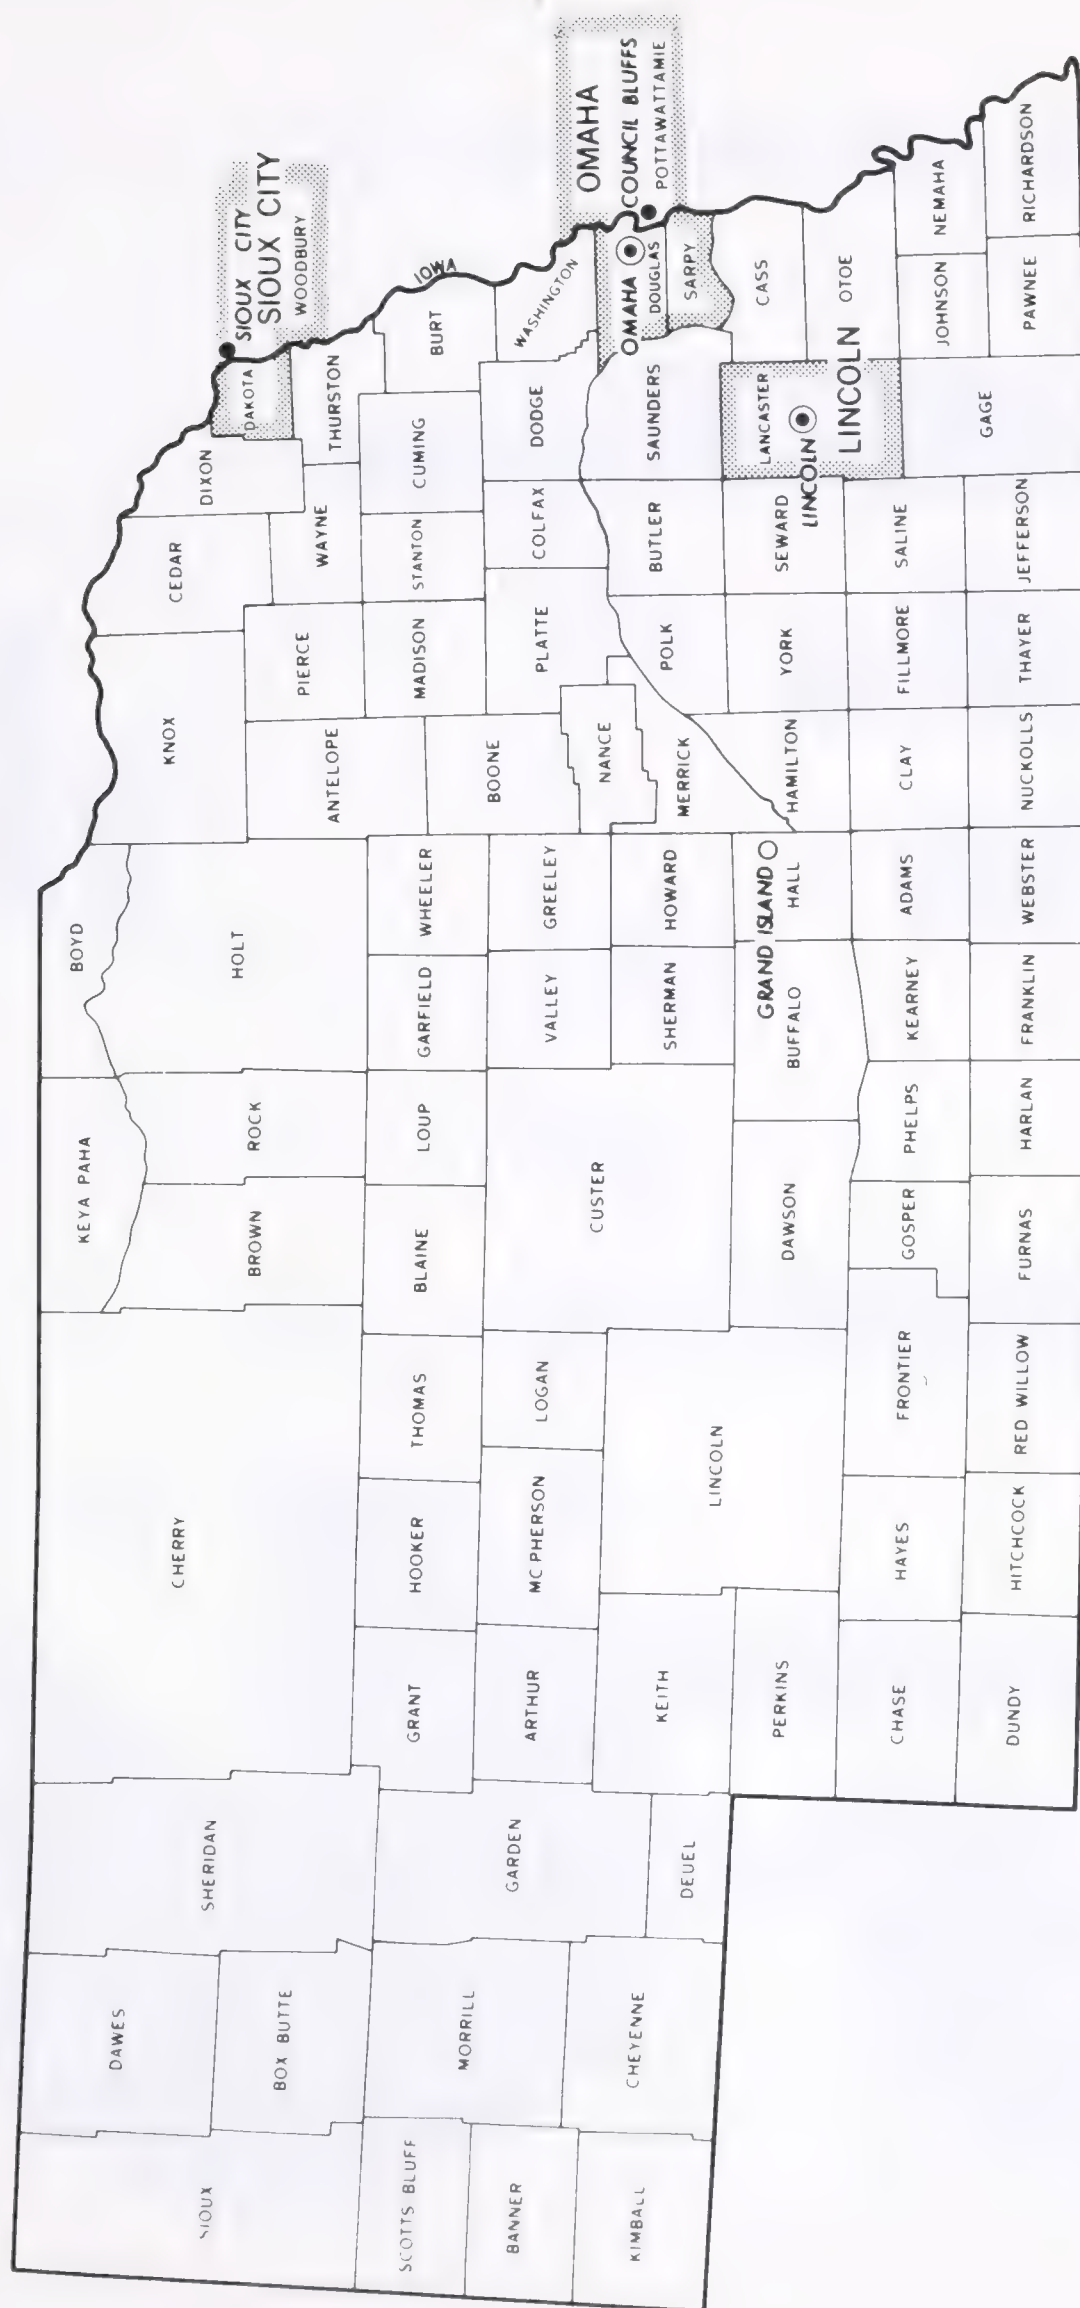 SIOUX
DAWES
BOX BUTTE
SHERIDAN
CHERRY
KEYA PAHA
BROWN
ROCK
BOYD
HOLT
KNOX
CEDAR
DIXON
DAKOTA
SIOUX CITY
SIOUX CITY
WOODBURY
SCOTTS BLUFF
BANNER
KIMBALL
MORRILL
CHEYENNE
GARDEN
DEUEL
GRANT
HOOKER
THOMAS
BLAINE
LOUP
GARFIELD
WHEELER
ANTELOPE
PIERCE
WAYNE
THURSTON
IOWA
ARTHUR
MC PHERSON
LOGAN
CUSTER
VALLEY
GREELEY
BOONE
MADISON
STANTON
CUMING
BURT
KEITH
LINCOLN
SHERMAN
HOWARD
NANCE
MERRICK
PLATTE
COLFAX
DODGE
WASHINGTON
OMAHA
COUNCIL BLUFFS
POTTAWATTAMIE
OMAHA
DOUGLAS
SARPY
PERKINS
DAWSON
BUFFALO
GRAND ISLAND
HALL
HAMILTON
POLK
YORK
BUTLER
SEWARD
SAUNDERS
LANCASTER
LINCOLN
LINCOLN
CASS
OTOE
CHASE
HAYES
FRONTIER
GOSPER
PHELPS
KEARNEY
ADAMS
CLAY
FILLMORE
SALINE
GAGE
JOHNSON
NEMAHA
DUNDY
HITCHCOCK
RED WILLOW
FURNAS
HARLAN
FRANKLIN
WEBSTER
NUCKOLLS
THAYER
JEFFERSON
PAWNEE
RICHARDSON